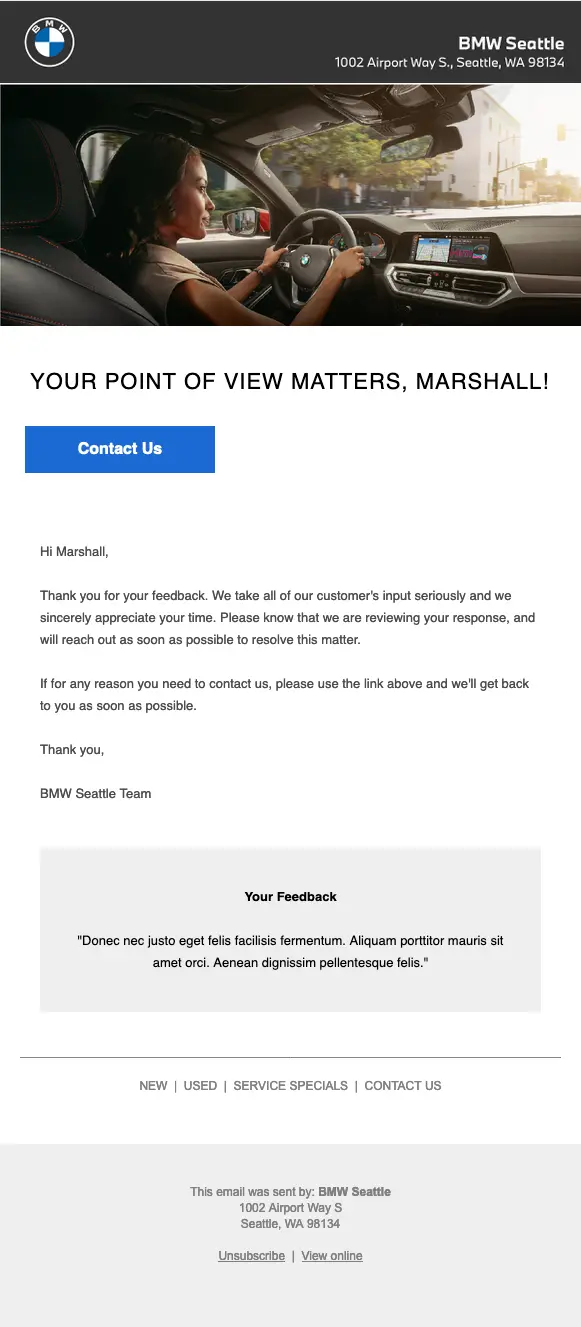 BMW
BMW Seattle
1002 Airport Way S., Seattle, WA 98134
YOUR POINT OF VIEW MATTERS, MARSHALL!
Contact Us
Hi Marshall,
Thank you for your feedback. We take all of our customer's input seriously and we
sincerely appreciate your time. Please know that we are reviewing your response, and
will reach out as soon as possible to resolve this matter.
If for any reason you need to contact us, please use the link above and we'll get back
to you as soon as possible.
Thank you,
BMW Seattle Team
Your Feedback
"Donec nec justo eget felis facilisis fermentum. Aliquam porttitor mauris sit
amet orci. Aenean dignissim pellentesque felis."
NEW | USED | SERVICE SPECIALS | CONTACT US
This email was sent by: BMW Seattle
1002 Airport Way S
Seattle, WA 98134
Unsubscribe | View online